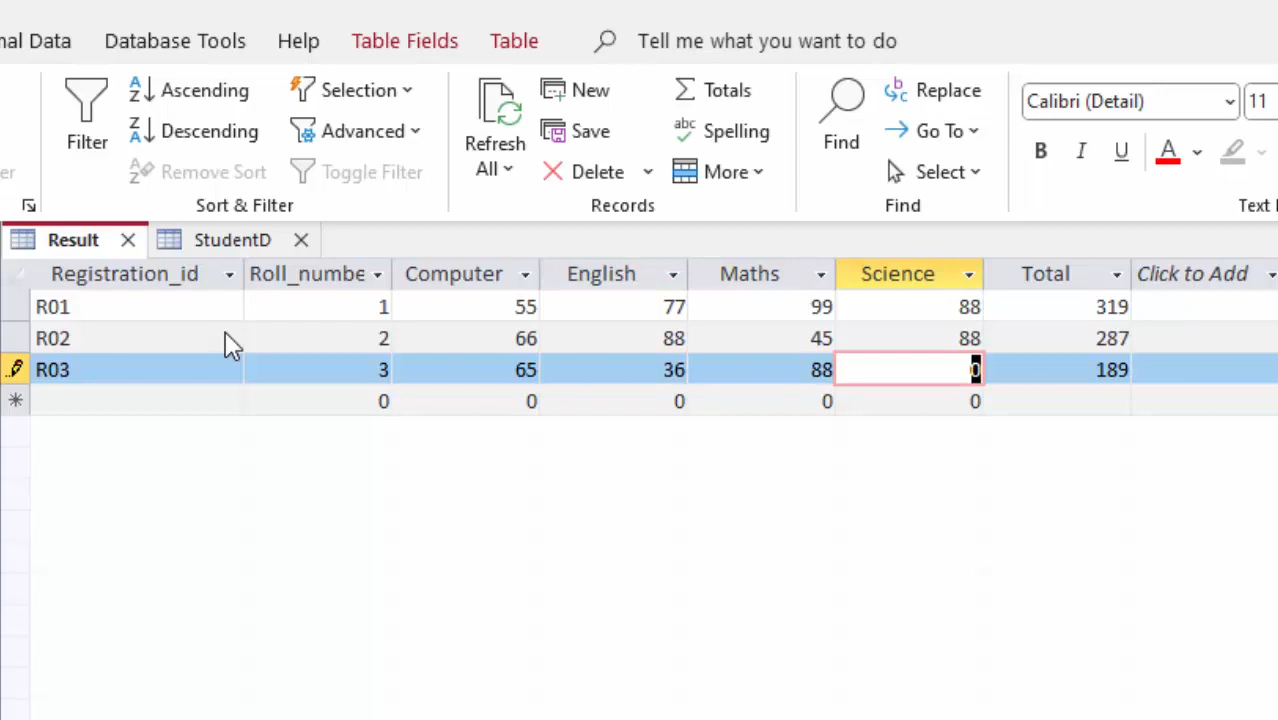 nal Data Database Tools Help Table Fields Table Tell me what you want to do
Filter
Ascending
Descending
Remove Sort
Selection
Advanced
Toggle Filter
Sort & Filter
Refresh
All
New
Save
Delete
Totals
Spelling
More
Records
Find
Replace
Go To
Select
Find
Calibri (Detail) 11
B I U A
Text
Result StudentD
Registration_id Roll_numbe Computer English Maths Science Total Click to Add
R01 1 55 77 99 88 319
R02 2 66 88 45 88 287
R03 3 65 36 88 0 189
* 0 0 0 0 0